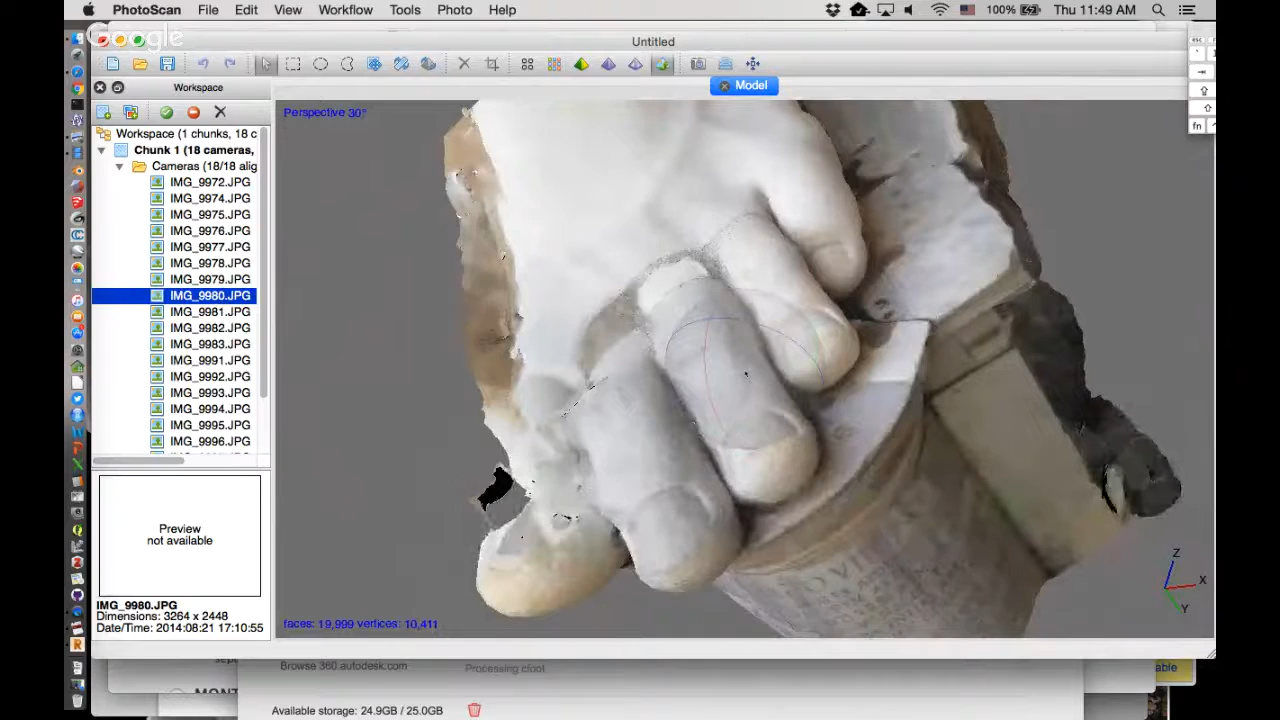 PhotoScan File Edit View Workflow Tools Photo Help 100% Thu 11:49 AM
Google
Untitled
Workspace
Model
Perspective 30°
Workspace (1 chunks, 18 c
Chunk 1 (18 cameras,
Cameras (18/18 alig
IMG_9972.JPG
IMG_9974.JPG
IMG_9975.JPG
IMG_9976.JPG
IMG_9977.JPG
IMG_9978.JPG
IMG_9979.JPG
IMG_9980.JPG
IMG_9981.JPG
IMG_9982.JPG
IMG_9983.JPG
IMG_9991.JPG
IMG_9992.JPG
IMG_9993.JPG
IMG_9994.JPG
IMG_9995.JPG
IMG_9996.JPG
Preview
not available
IMG_9980.JPG
Dimensions: 3264 x 2448
Date/Time: 2014:08:21 17:10:55
faces: 19,999 vertices: 10,411
Z
X
Y
fn
Browse 360.autodesk.com Processing cfoot
able
MONT
Available storage: 24.9GB / 25.0GB